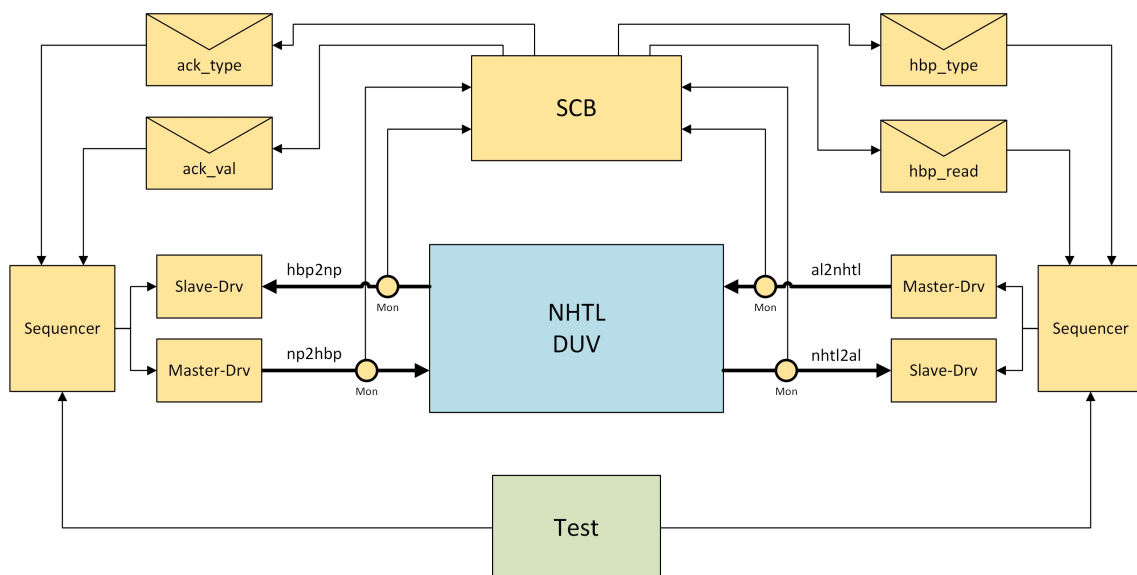 ack_type
hbp_type
SCB
ack_val
hbp_read
hbp2np
al2nhtl
Slave-Drv
Master-Drv
Mon
Mon
Sequencer
NHTL
DUV
Sequencer
np2hbp
nhtl2al
Master-Drv
Slave-Drv
Mon
Mon
Test